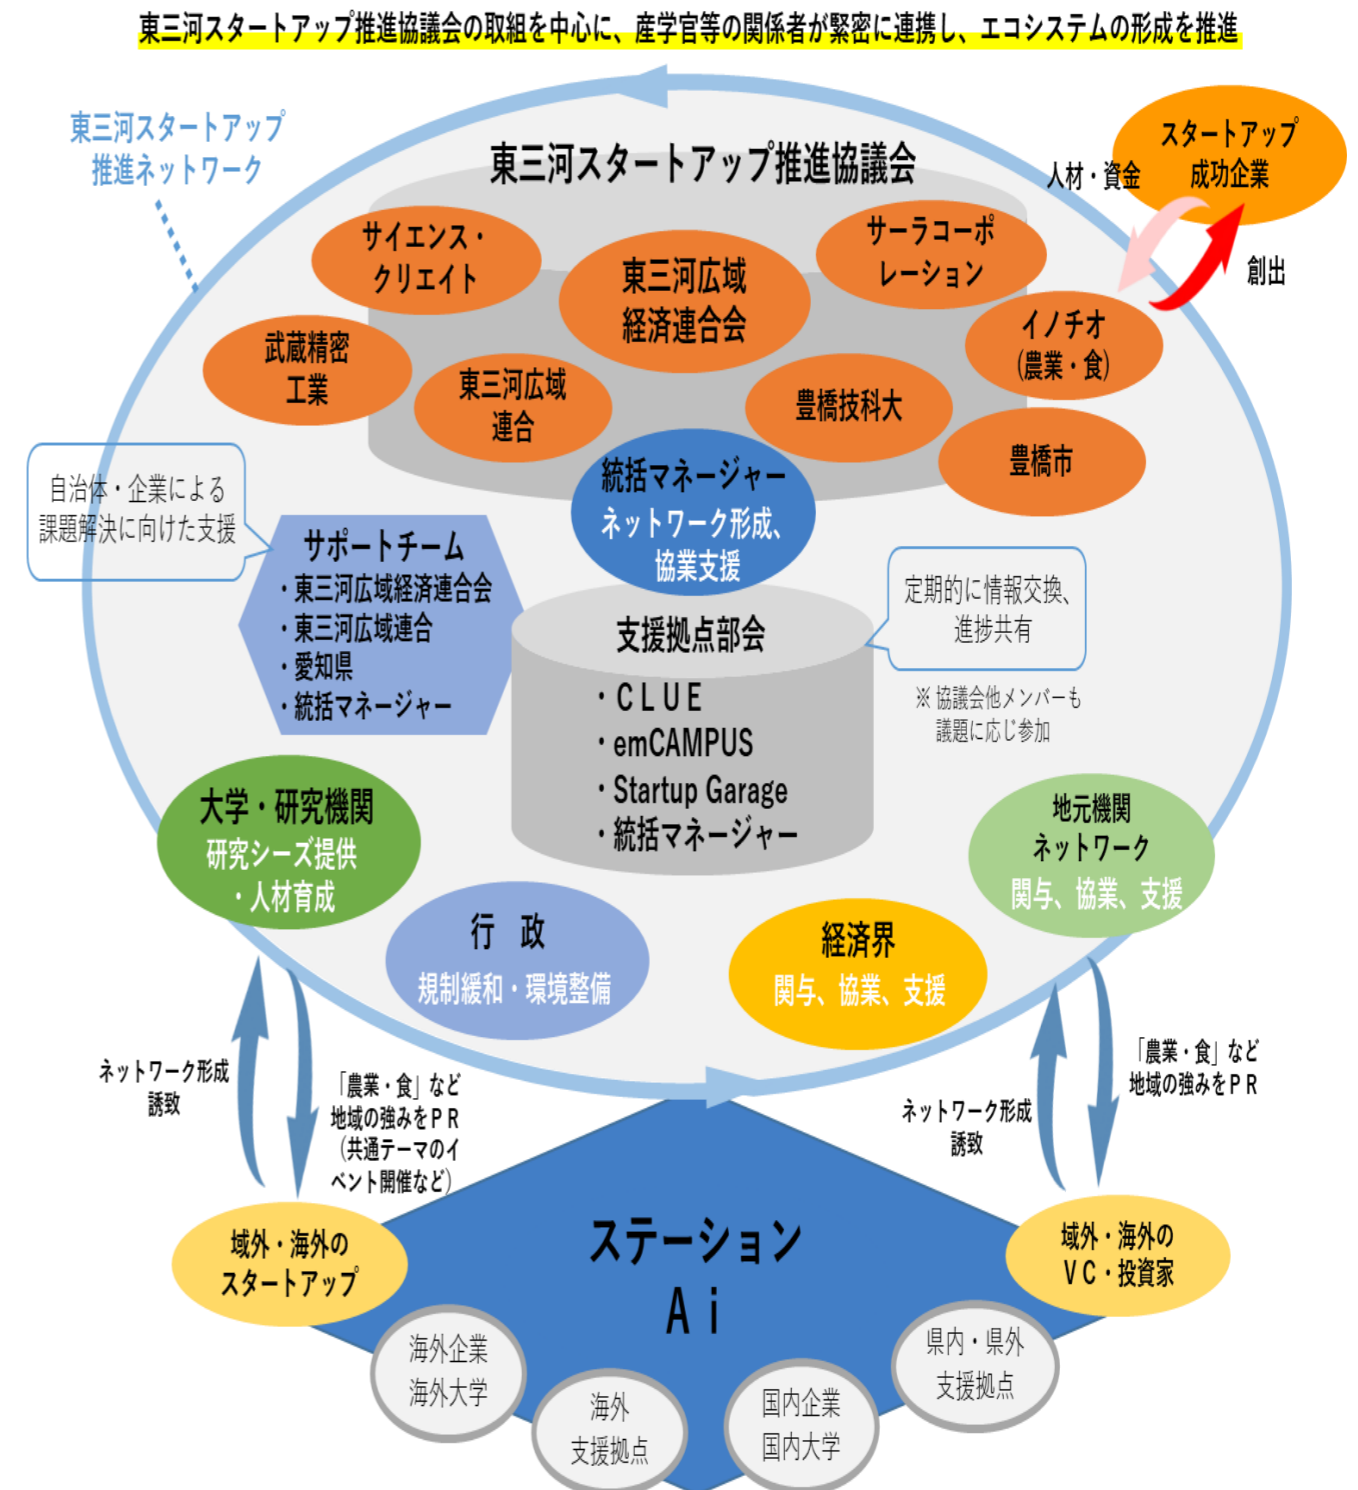 東三河スタートアップ推進協議会の取組を中心に、産学官等の関係者が緊密に連携し、エコシステムの形成を推進
東三河スタートアップ
推進ネットワーク
東三河スタートアップ推進協議会
スタートアップ
成功企業
人材・資金
創出
サイエンス・
クリエイト
東三河広域
経済連合会
サーラコーポ
レーション
イノチオ
(農業・食)
武蔵精密
工業
東三河広域
連合
豊橋技科大
豊橋市
統括マネージャー
ネットワーク形成、
協業支援
自治体・企業による
課題解決に向けた支援
サポートチーム
・東三河広域経済連合会
・東三河広域連合
・愛知県
・統括マネージャー
支援拠点部会
・ＣＬＵＥ
・emCAMPUS
・Startup Garage
・統括マネージャー
定期的に情報交換、
進捗共有
※ 協議会他メンバーも
議題に応じ参加
大学・研究機関
研究シーズ提供
・人材育成
行　政
規制緩和・環境整備
経済界
関与、協業、支援
地元機関
ネットワーク
関与、協業、支援
ネットワーク形成
誘致
「農業・食」など
地域の強みをＰＲ
（共通テーマのイ
ベント開催など）
ネットワーク形成
誘致
「農業・食」など
地域の強みをＰＲ
域外・海外の
スタートアップ
ステーション
Ａｉ
域外・海外の
ＶＣ・投資家
海外企業
海外大学
海外
支援拠点
国内企業
国内大学
県内・県外
支援拠点